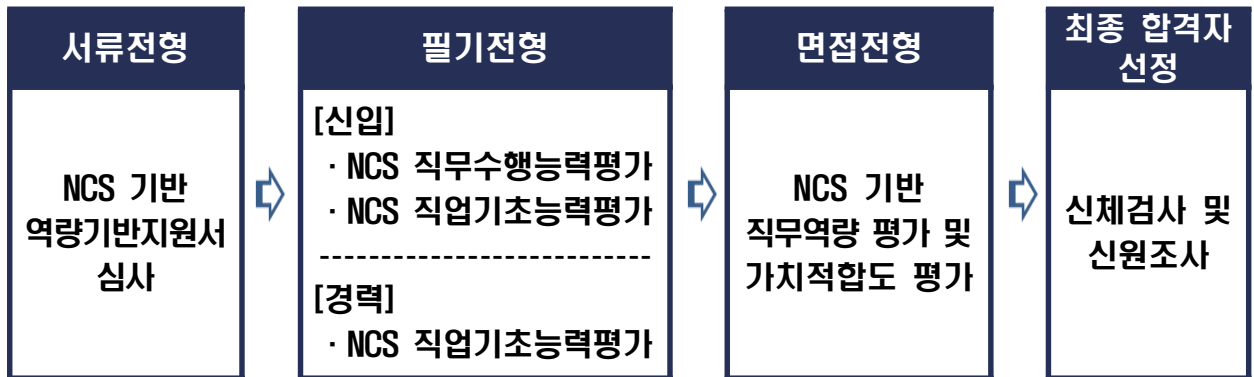 서류전형
NCS 기반
역량기반지원서
심사
필기전형
[신입]
· NCS 직무수행능력평가
· NCS 직업기초능력평가
---------------------------
[경력]
· NCS 직업기초능력평가
면접전형
NCS 기반
직무역량 평가 및
가치적합도 평가
최종 합격자
선정
신체검사 및
신원조사